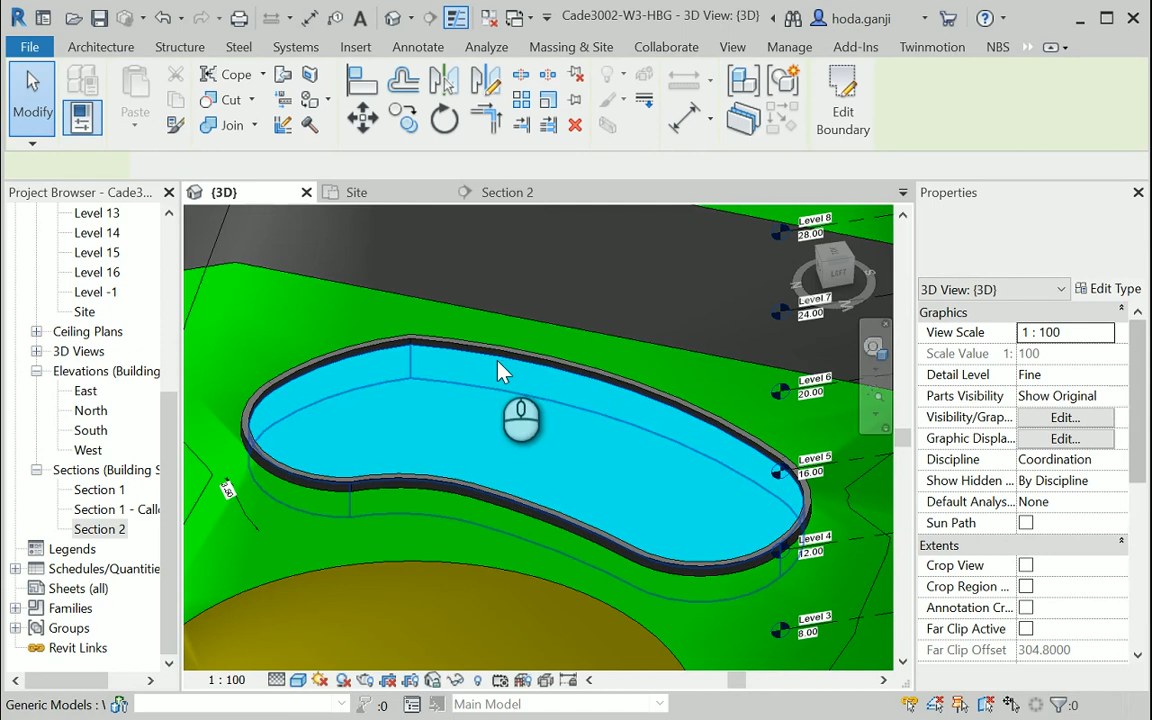 Cade3002-W3-HBG - 3D View: {3D}
hoda.ganji
File
Architecture
Structure
Steel
Systems
Insert
Annotate
Analyze
Massing & Site
Collaborate
View
Manage
Add-Ins
Twinmotion
NBS
Modify
Paste
Cope
Cut
Join
Edit
Boundary
Project Browser - Cade3...
{3D}
Site
Section 2
Properties
Level 13
Level 14
Level 15
Level 16
Level -1
Site
Ceiling Plans
3D Views
Elevations (Building
East
North
South
West
Sections (Building S
Section 1
Section 1 - Callo
Section 2
Legends
Schedules/Quantitie
Sheets (all)
Families
Groups
Revit Links
Level 8
28.00
Level 7
24.00
Level 6
20.00
Level 5
16.00
Level 4
12.00
Level 3
8.00
3D View: {3D}
Edit Type
Graphics
View Scale 1 : 100
Scale Value 1: 100
Detail Level Fine
Parts Visibility Show Original
Visibility/Grap... Edit...
Graphic Displa... Edit...
Discipline Coordination
Show Hidden ... By Discipline
Default Analys... None
Sun Path
Extents
Crop View
Crop Region ...
Annotation Cr...
Far Clip Active
Far Clip Offset 304.8000
1 : 100
Generic Models : \
:0
Main Model
:0